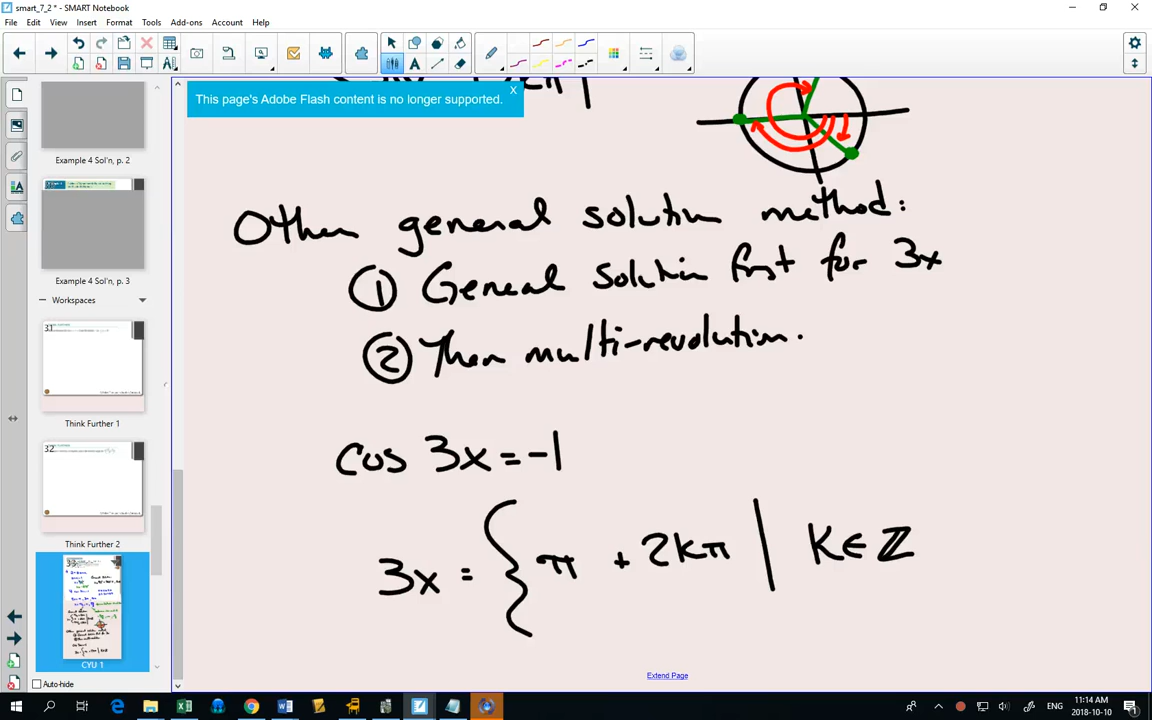 smart_7_2 * - SMART Notebook
File Edit View Insert Format Tools Add-ons Account Help
This page's Adobe Flash content is no longer supported.
X
Example 4 Sol'n, p. 2
Example 4 Sol'n, p. 3
Workspaces
31
Think Further 1
32
Think Further 2
CYU 1
Auto-hide
Other general solution method:
① General solution first for 3x
② Then multi-revolution.
cos 3x = -1
3x = { π + 2kπ | K ∈ ℤ
Extend Page
ENG
11:14 AM
2018-10-10
1